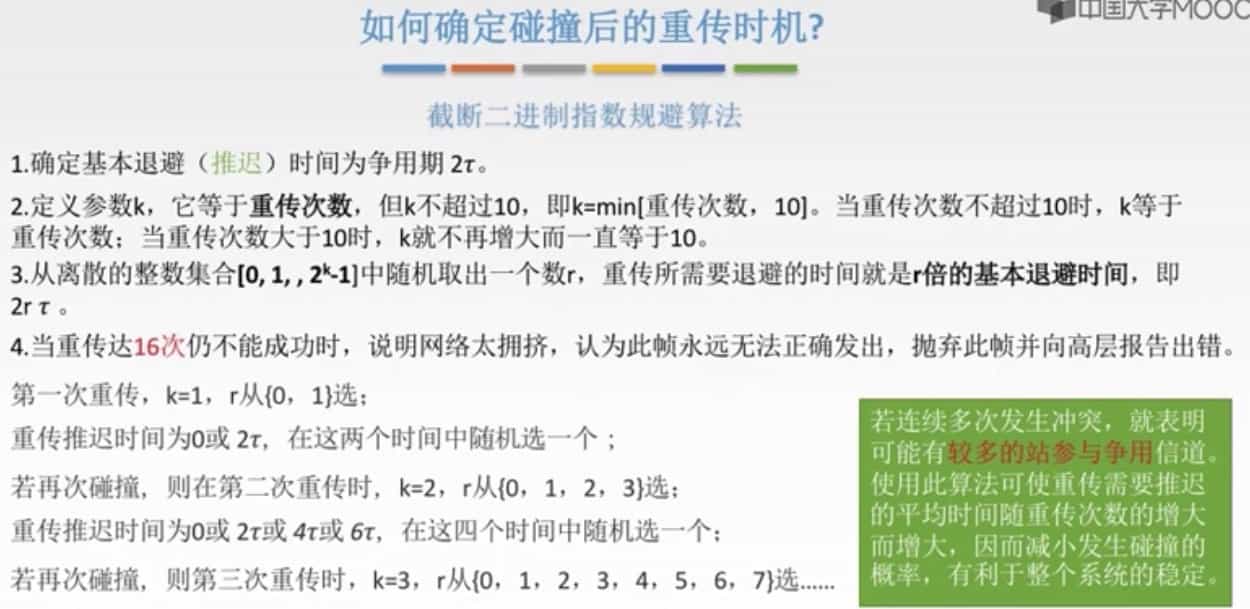 中国大学MOOC
如何确定碰撞后的重传时机?
截断二进制指数规避算法
1.确定基本退避（推迟）时间为争用期 2τ。
2.定义参数k，它等于重传次数，但k不超过10，即k=min[重传次数，10]。当重传次数不超过10时，k等于
重传次数；当重传次数大于10时，k就不再增大而一直等于10。
3.从离散的整数集合[0, 1, , 2ᵏ-1]中随机取出一个数r，重传所需要退避的时间就是r倍的基本退避时间，即
2r τ 。
4.当重传达16次仍不能成功时，说明网络太拥挤，认为此帧永远无法正确发出，抛弃此帧并向高层报告出错。
第一次重传，k=1，r从{0，1}选；
重传推迟时间为0或 2τ，在这两个时间中随机选一个；
若再次碰撞，则在第二次重传时，k=2，r从{0，1，2，3}选；
重传推迟时间为0或 2τ或 4τ或 6τ，在这四个时间中随机选一个；
若再次碰撞，则第三次重传时，k=3，r从{0，1，2，3，4，5，6，7}选......
若连续多次发生冲突，就表明
可能有较多的站参与争用信道。
使用此算法可使重传需要推迟
的平均时间随重传次数的增大
而增大，因而减小发生碰撞的
概率，有利于整个系统的稳定。